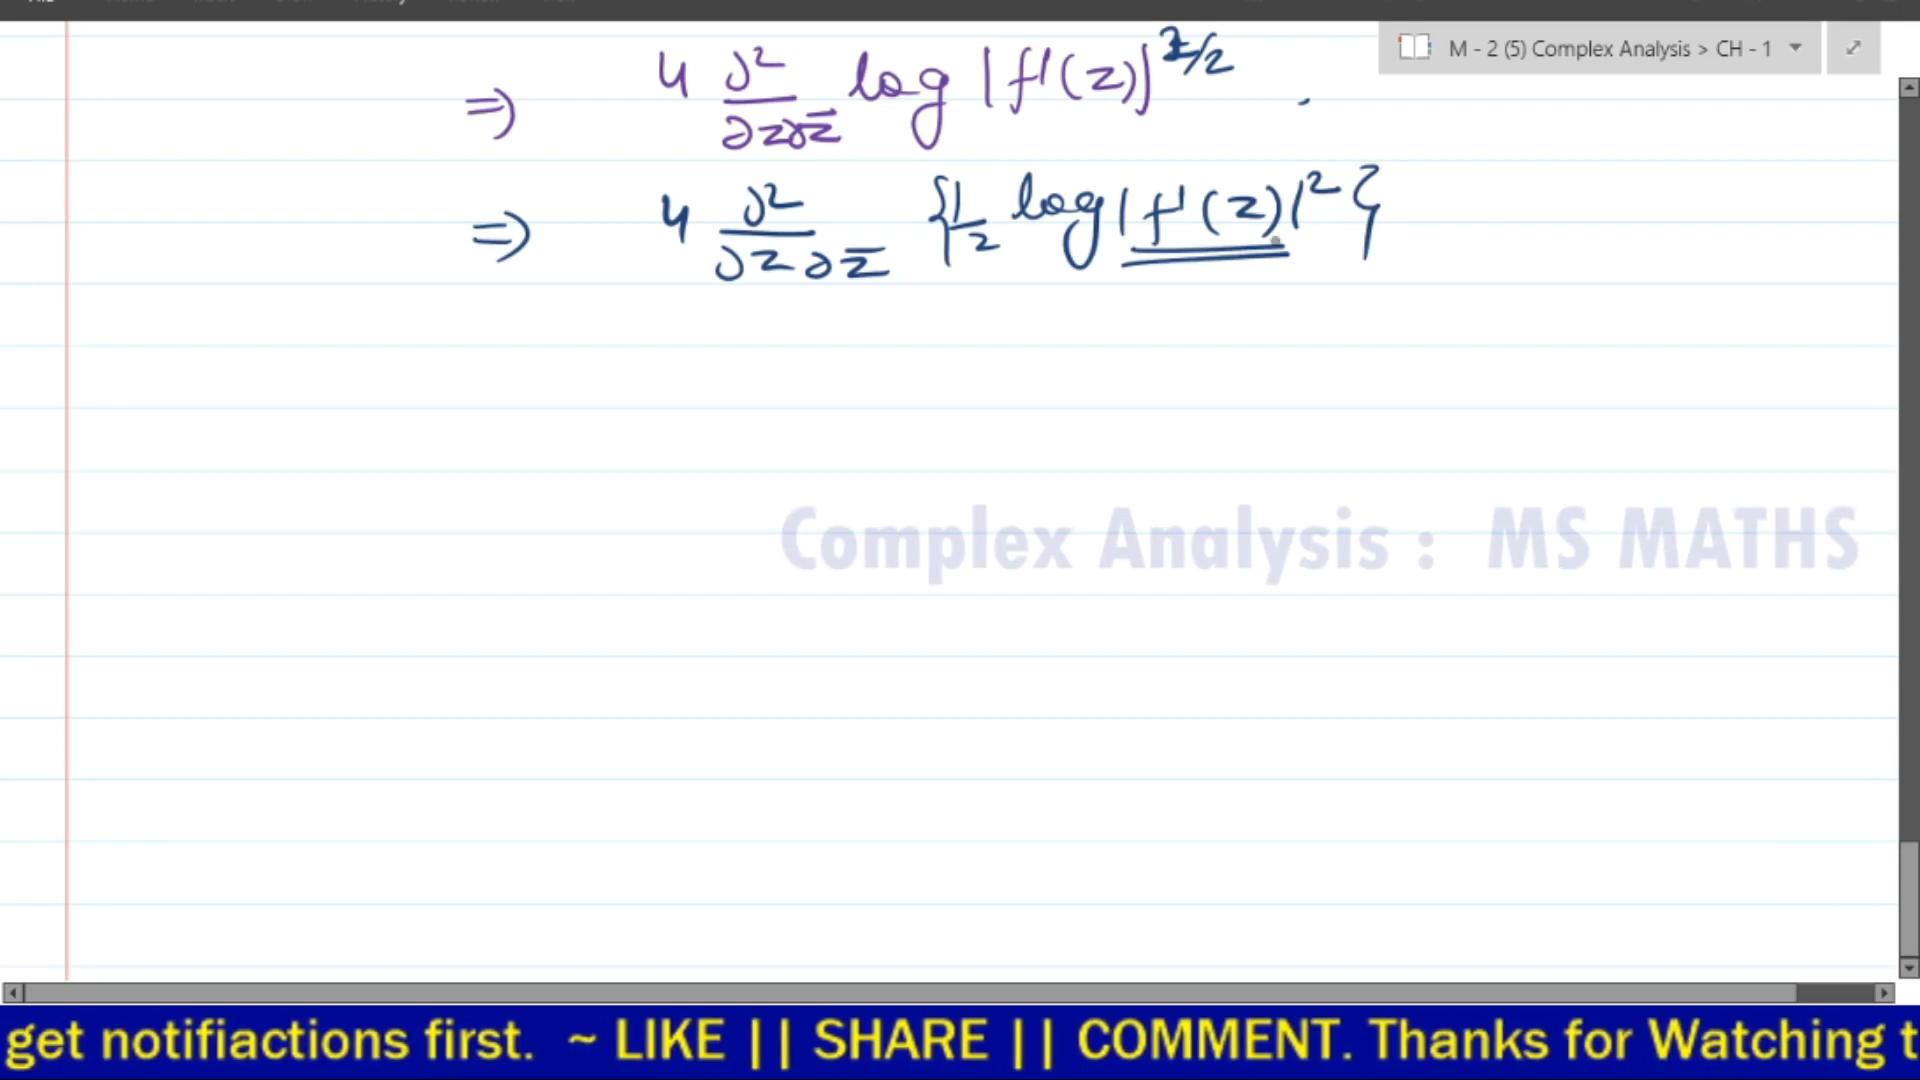 M - 2 (5) Complex Analysis > CH - 1
⇒ 4 ∂²/∂z∂z̄ log |f'(z)|^2/2 .
⇒ 4 ∂²/∂z∂z̄ {1/2 log |f'(z)|² }
Complex Analysis : MS MATHS
get notifiactions first. ~ LIKE || SHARE || COMMENT. Thanks for Watching t